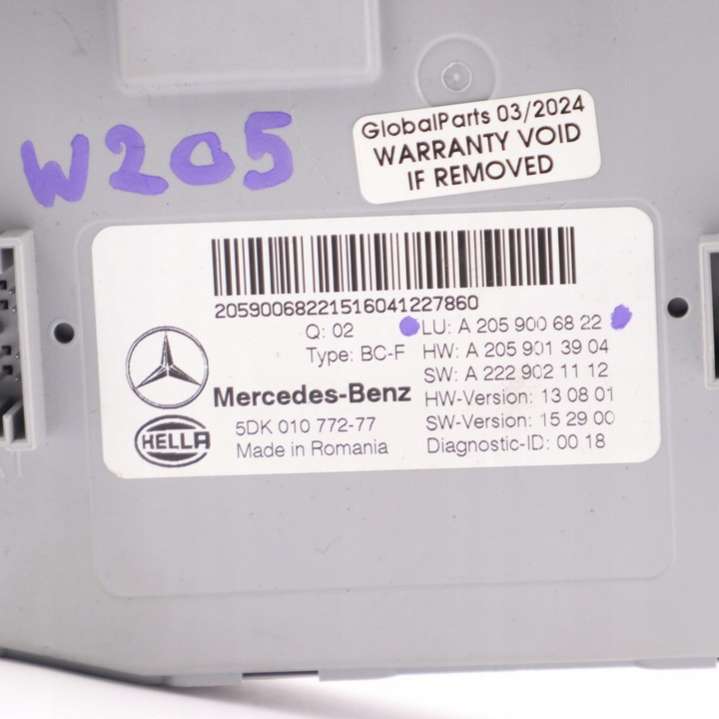 W205
GlobalParts 03/2024
WARRANTY VOID
IF REMOVED
2059006822151604122 7860
Q: 02
LU: A 205 900 68 22
Type: BC-F
HW: A 205 901 39 04
SW: A 222 902 11 12
Mercedes-Benz
HW-Version: 13 08 01
HELLA
5DK 010 772-77
SW-Version: 15 29 00
Made in Romania
Diagnostic-ID: 00 18